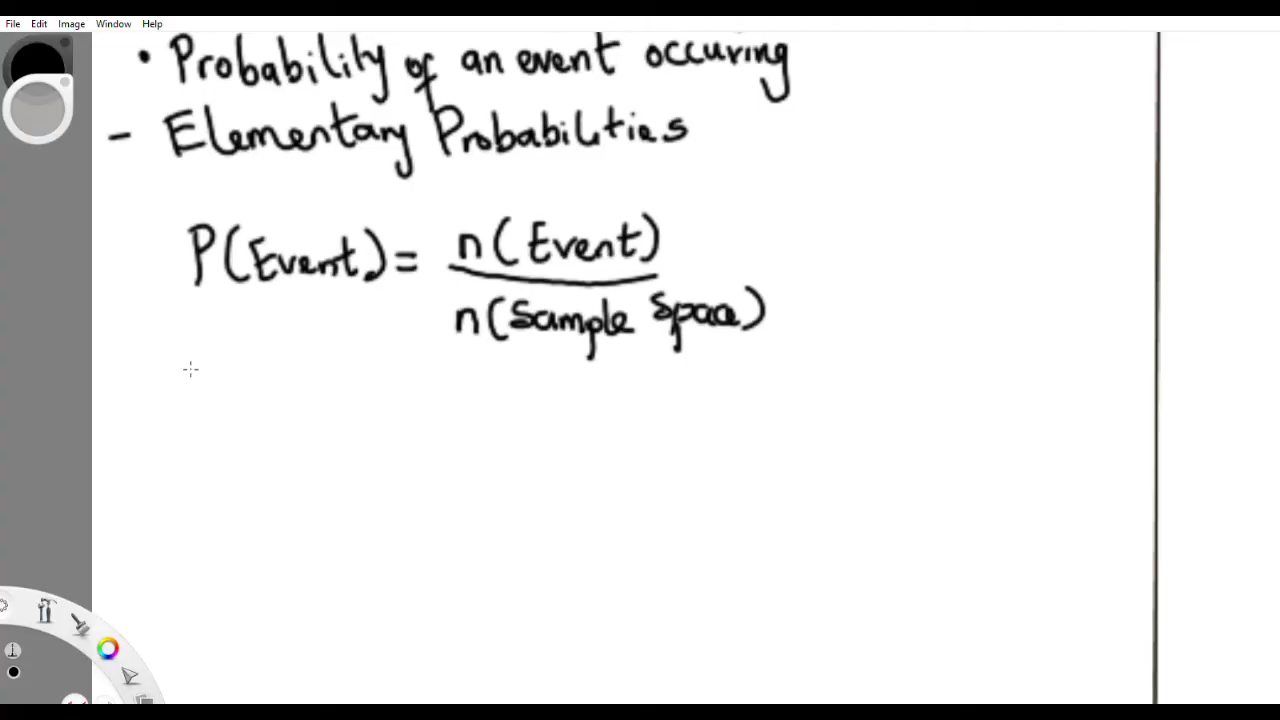 File Edit Image Window Help
• Probability of an event occuring
- Elementary Probabilities
P(Event) = n(Event)
n(Sample Space)